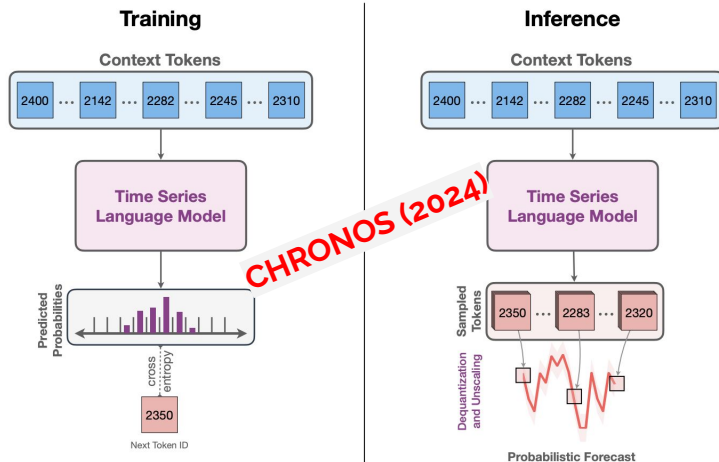 Training
Context Tokens
2400 ... 2142 ... 2282 ... 2245 ... 2310
Time Series
Language Model
Predicted
Probabilities
cross
entropy
2350
Next Token ID
CHRONOS (2024)
Inference
Context Tokens
2400 ... 2142 ... 2282 ... 2245 ... 2310
Time Series
Language Model
Sampled
Tokens
2350 ... 2283 ... 2320
Dequantization
and Unscaling
Probabilistic Forecast